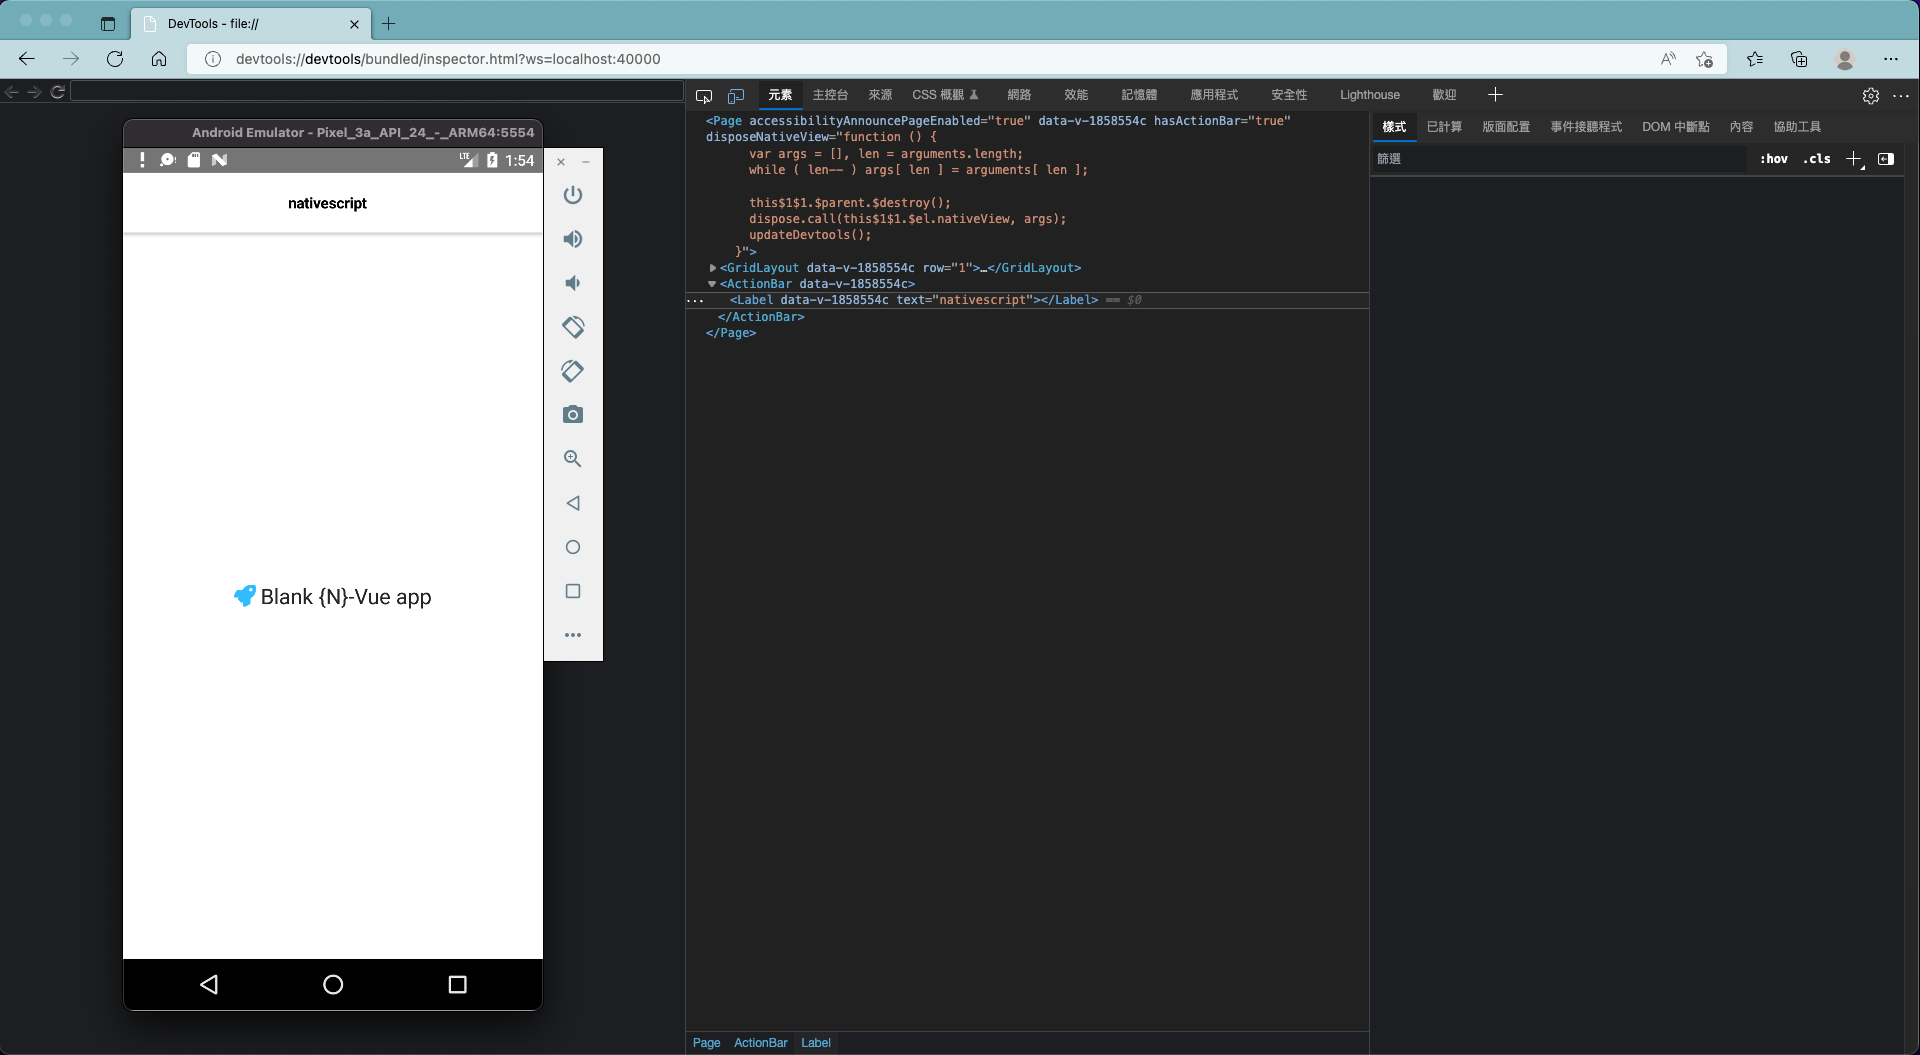 DevTools - file://
devtools://devtools/bundled/inspector.html?ws=localhost:40000
元素 主控台 來源 CSS 概觀 網路 效能 記憶體 應用程式 安全性 Lighthouse 歡迎
Android Emulator - Pixel_3a_API_24_-_ARM64:5554
LTE 1:54
nativescript
Blank {N}-Vue app
<Page accessibilityAnnouncePageEnabled="true" data-v-1858554c hasActionBar="true"
disposeNativeView="function () {
var args = [], len = arguments.length;
while ( len-- ) args[ len ] = arguments[ len ];
this$1$1.$parent.$destroy();
dispose.call(this$1$1.$el.nativeView, args);
updateDevtools();
}">
<GridLayout data-v-1858554c row="1">…</GridLayout>
<ActionBar data-v-1858554c>
<Label data-v-1858554c text="nativescript"></Label> == $0
</ActionBar>
</Page>
Page ActionBar Label
樣式 已計算 版面配置 事件接聽程式 DOM 中斷點 內容 協助工具
篩選 :hov .cls